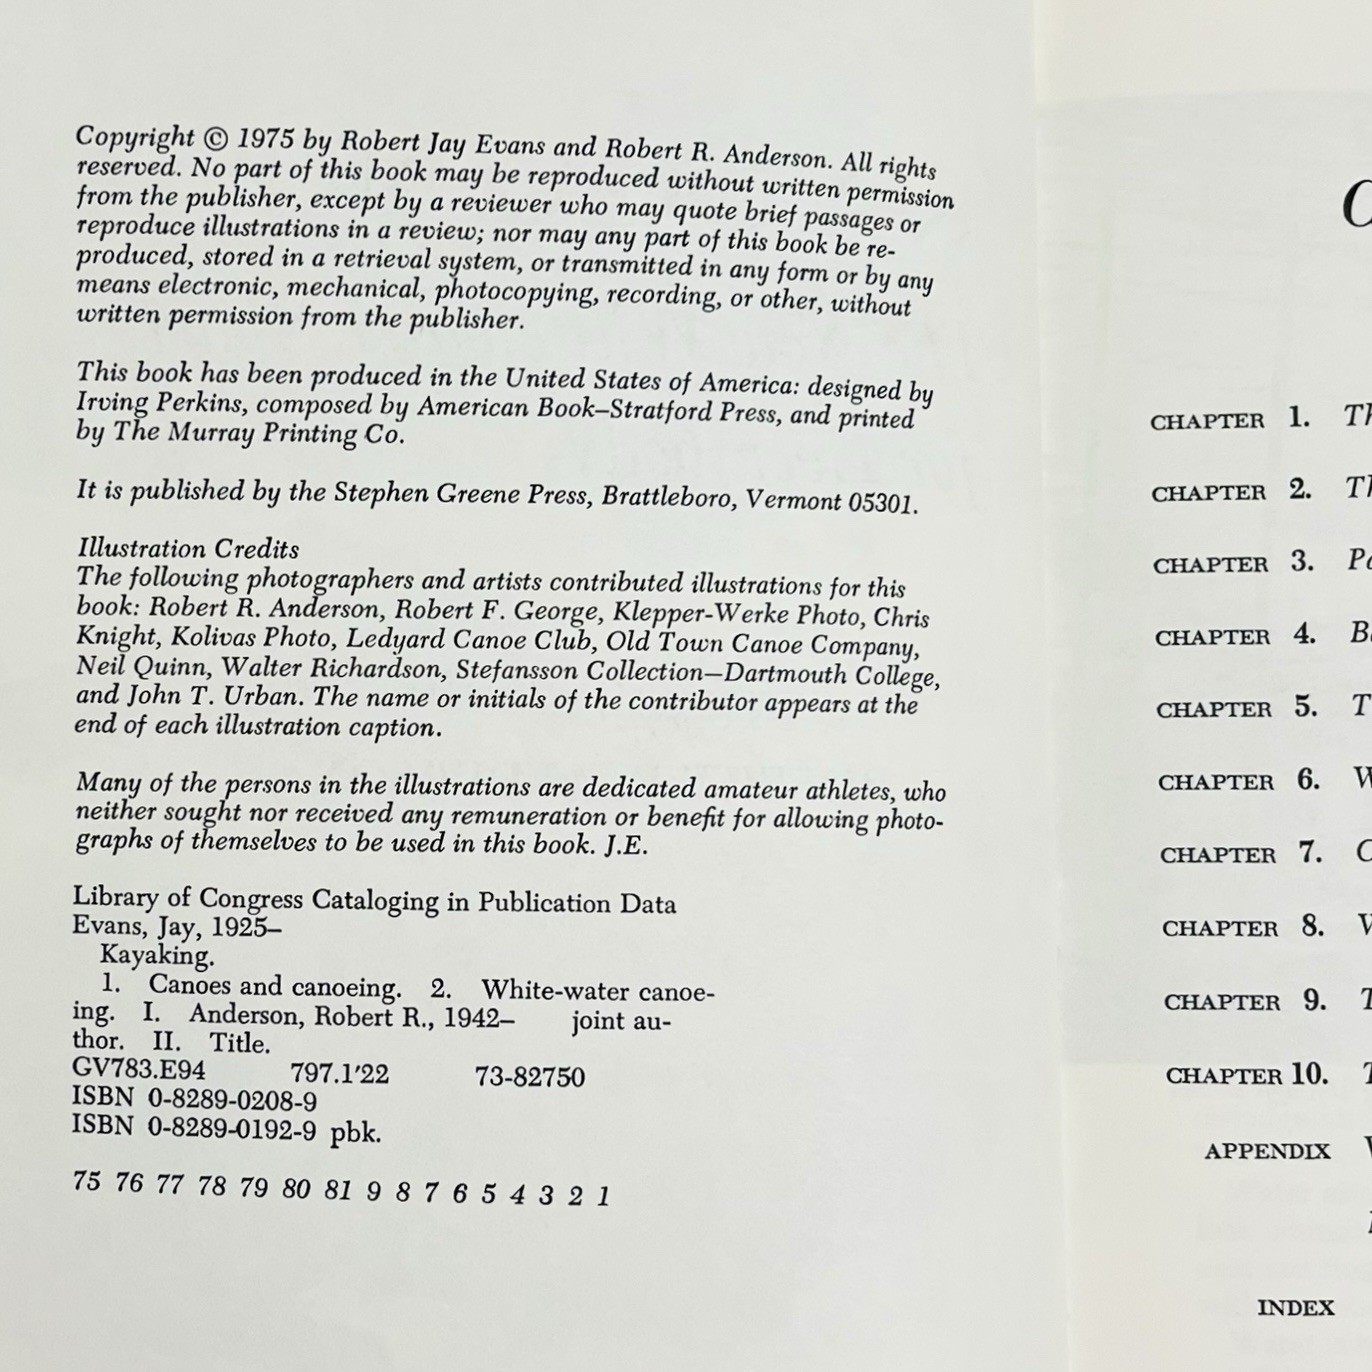 Copyright © 1975 by Robert Jay Evans and Robert R. Anderson. All rights
reserved. No part of this book may be reproduced without written permission
from the publisher, except by a reviewer who may quote brief passages or
reproduce illustrations in a review; nor may any part of this book be re-
produced, stored in a retrieval system, or transmitted in any form or by any
means electronic, mechanical, photocopying, recording, or other, without
written permission from the publisher.
This book has been produced in the United States of America: designed by
Irving Perkins, composed by American Book–Stratford Press, and printed
by The Murray Printing Co.
It is published by the Stephen Greene Press, Brattleboro, Vermont 05301.
Illustration Credits
The following photographers and artists contributed illustrations for this
book: Robert R. Anderson, Robert F. George, Klepper-Werke Photo, Chris
Knight, Kolivas Photo, Ledyard Canoe Club, Old Town Canoe Company,
Neil Quinn, Walter Richardson, Stefansson Collection—Dartmouth College,
and John T. Urban. The name or initials of the contributor appears at the
end of each illustration caption.
Many of the persons in the illustrations are dedicated amateur athletes, who
neither sought nor received any remuneration or benefit for allowing photo-
graphs of themselves to be used in this book. J.E.
Library of Congress Cataloging in Publication Data
Evans, Jay, 1925–
Kayaking.
1. Canoes and canoeing. 2. White-water canoe-
ing. I. Anderson, Robert R., 1942– joint au-
thor. II. Title.
GV783.E94 797.1'22 73-82750
ISBN 0-8289-0208-9
ISBN 0-8289-0192-9 pbk.
75 76 77 78 79 80 81 9 8 7 6 5 4 3 2 1
CHAPTER 1.
CHAPTER 2.
CHAPTER 3.
CHAPTER 4.
CHAPTER 5.
CHAPTER 6.
CHAPTER 7.
CHAPTER 8.
CHAPTER 9.
CHAPTER 10.
APPENDIX
INDEX